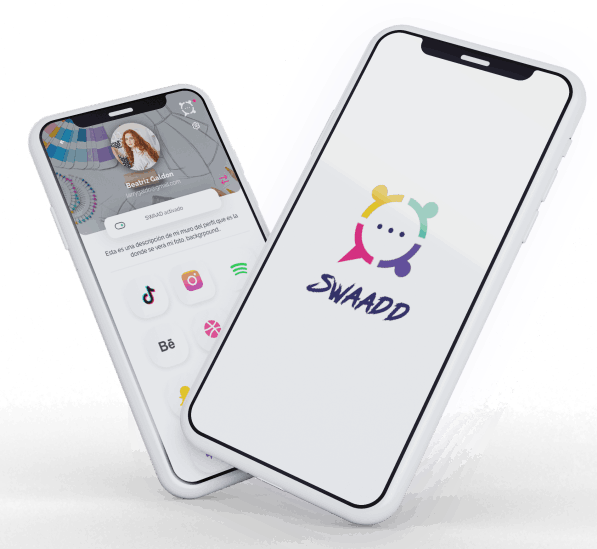 Beatriz Galdon
SWAAD activado
Esta es una descripción de mi muro del perfil que es la
donde se verá mi foto, background.
Bē
SWAADD